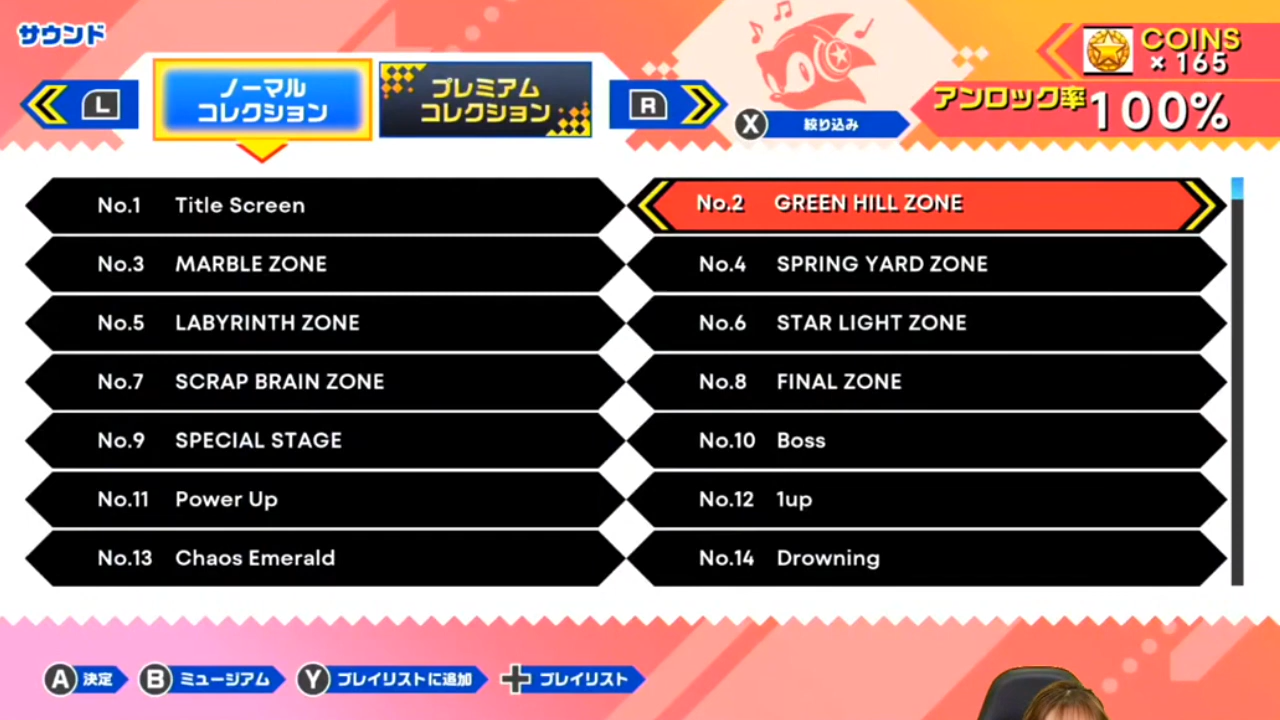 サウンド
L
ノーマル
コレクション
プレミアム
コレクション
R
X 絞り込み
COINS
× 165
アンロック率 100%
No.1 Title Screen
No.2 GREEN HILL ZONE
No.3 MARBLE ZONE
No.4 SPRING YARD ZONE
No.5 LABYRINTH ZONE
No.6 STAR LIGHT ZONE
No.7 SCRAP BRAIN ZONE
No.8 FINAL ZONE
No.9 SPECIAL STAGE
No.10 Boss
No.11 Power Up
No.12 1up
No.13 Chaos Emerald
No.14 Drowning
A 決定 B ミュージアム Y プレイリストに追加 プレイリスト